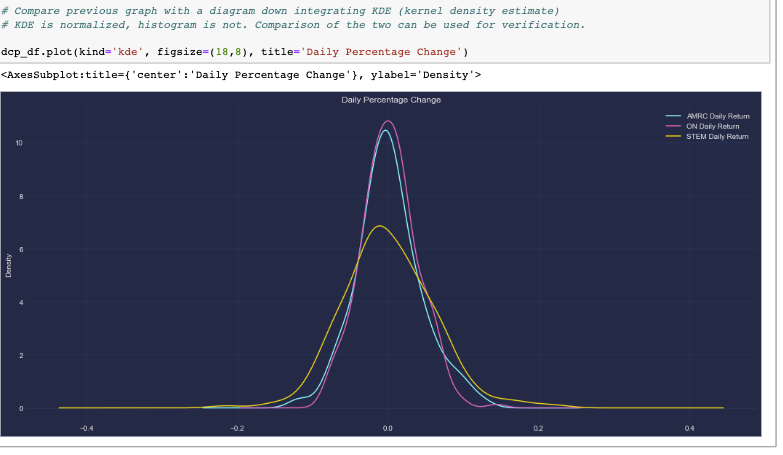 # Compare previous graph with a diagram down integrating KDE (kernel density estimate)
# KDE is normalized, histogram is not. Comparison of the two can be used for verification.
dcp_df.plot(kind='kde', figsize=(18,8), title='Daily Percentage Change')
<AxesSubplot:title={'center':'Daily Percentage Change'}, ylabel='Density'>
Daily Percentage Change
AMRC Daily Return
ON Daily Return
STEM Daily Return
10
8
6
Density
4
2
0
−0.4 −0.2 0.0 0.2 0.4